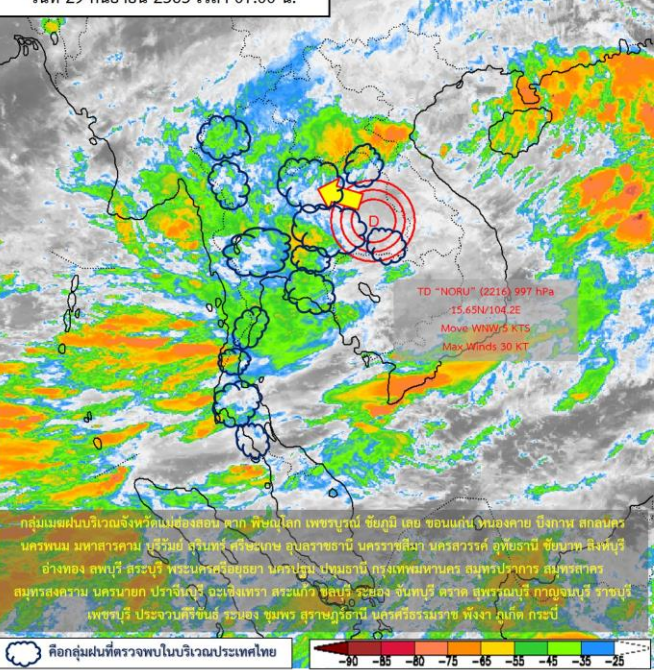 วันที่ 29 กันยายน 2565 เวลา 01.00 น.
D
TD "NORU" (2216) 997 hPa
15.65N/104.2E
Move WNW/5 KTS
Max Winds 30 KT
กลุ่มเมฆฝนบริเวณจังหวัดแม่ฮ่องสอน ตาก พิษณุโลก เพชรบูรณ์ ชัยภูมิ เลย ขอนแก่น หนองคาย บึงกาฬ สกลนคร
นครพนม มหาสารคาม บุรีรัมย์ สุรินทร์ ศรีษะเกษ อุบลราชธานี นครราชสีมา นครสวรรค์ อุทัยธานี ชัยนาท สิงห์บุรี
อ่างทอง ลพบุรี สระบุรี พระนครศรีอยุธยา นครปฐม ปทุมธานี กรุงเทพมหานคร สมุทรปราการ สมุทรสาคร
สมุทรสงคราม นครนายก ปราจีนบุรี ฉะเชิงเทรา สระแก้ว ชลบุรี ระยอง จันทบุรี ตราด สุพรรณบุรี กาญจนบุรี ราชบุรี
เพชรบุรี ประจวบคีรีขันธ์ ระนอง ชุมพร สุราษฎร์ธานี นครศรีธรรมราช พังงา ภูเก็ต กระบี่
คือกลุ่มฝนที่ตรวจพบในบริเวณประเทศไทย
-90 -85 -80 -75 -65 -55 -45 -35 -25